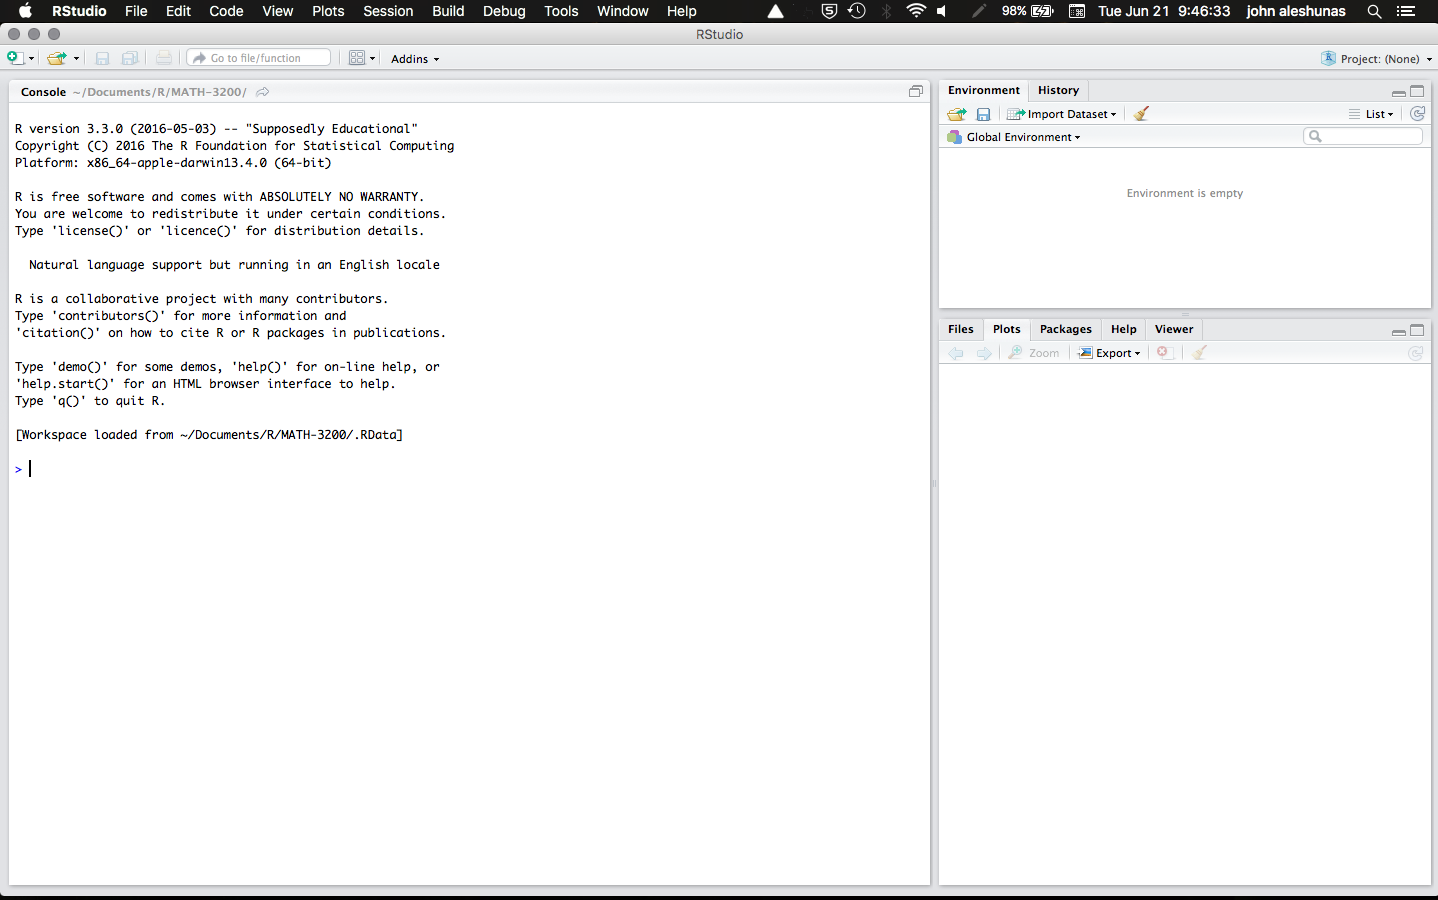 RStudio File Edit Code View Plots Session Build Debug Tools Window Help 98% Tue Jun 21 9:46:33 john aleshunas
RStudio
Go to file/function Addins Project: (None)
Console ~/Documents/R/MATH-3200/
R version 3.3.0 (2016-05-03) -- "Supposedly Educational"
Copyright (C) 2016 The R Foundation for Statistical Computing
Platform: x86_64-apple-darwin13.4.0 (64-bit)
R is free software and comes with ABSOLUTELY NO WARRANTY.
You are welcome to redistribute it under certain conditions.
Type 'license()' or 'licence()' for distribution details.
Natural language support but running in an English locale
R is a collaborative project with many contributors.
Type 'contributors()' for more information and
'citation()' on how to cite R or R packages in publications.
Type 'demo()' for some demos, 'help()' for on-line help, or
'help.start()' for an HTML browser interface to help.
Type 'q()' to quit R.
[Workspace loaded from ~/Documents/R/MATH-3200/.RData]
>
Environment History
Import Dataset List
Global Environment
Environment is empty
Files Plots Packages Help Viewer
Zoom Export